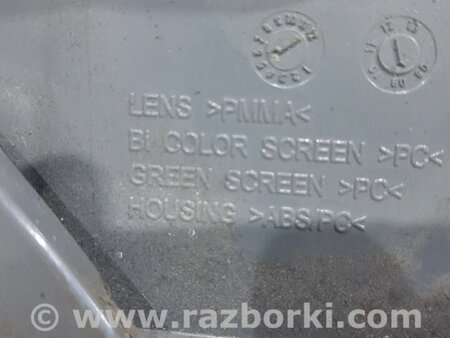 LENS >PMMA<
Bi COLOR SCREEN >PC<
GREEN SCREEN >PC<
HOUSING >ABS/PC<
© www.razborki.com